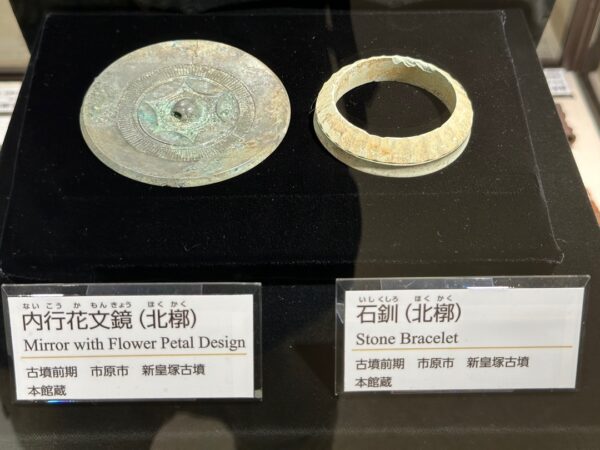 ないこうかもんきょう ほくかく
内行花文鏡（北槨）
Mirror with Flower Petal Design
古墳前期 市原市 新皇塚古墳
本館蔵
いしくしろ ほくかく
石釧（北槨）
Stone Bracelet
古墳前期 市原市 新皇塚古墳
本館蔵